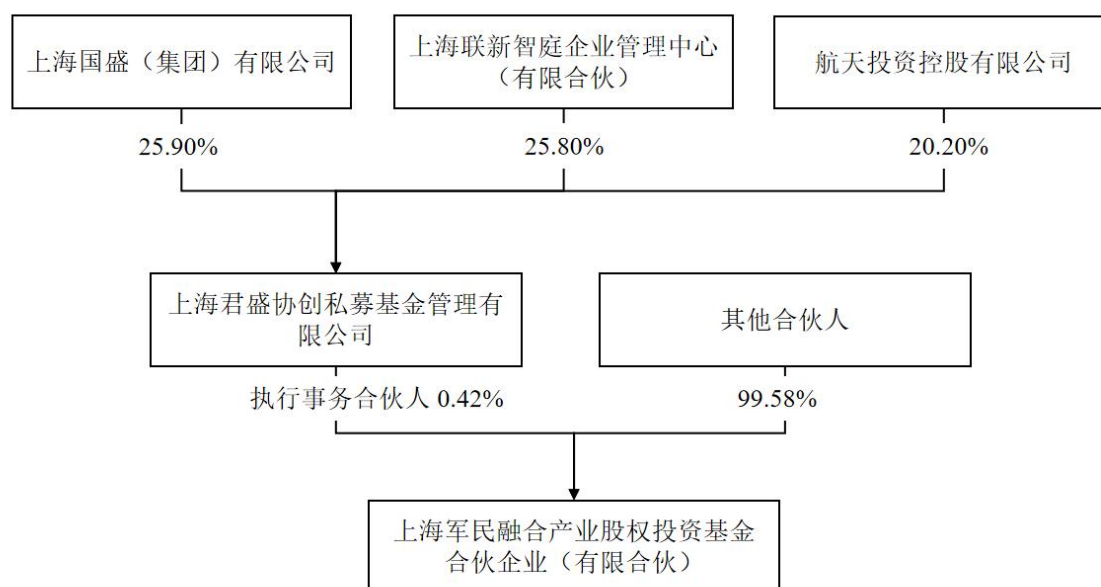 上海国盛（集团）有限公司
上海联新智庭企业管理中心
（有限合伙）
航天投资控股有限公司
25.90%
25.80%
20.20%
上海君盛协创私募基金管理有
限公司
其他合伙人
执行事务合伙人 0.42%
99.58%
上海军民融合产业股权投资基金
合伙企业（有限合伙）